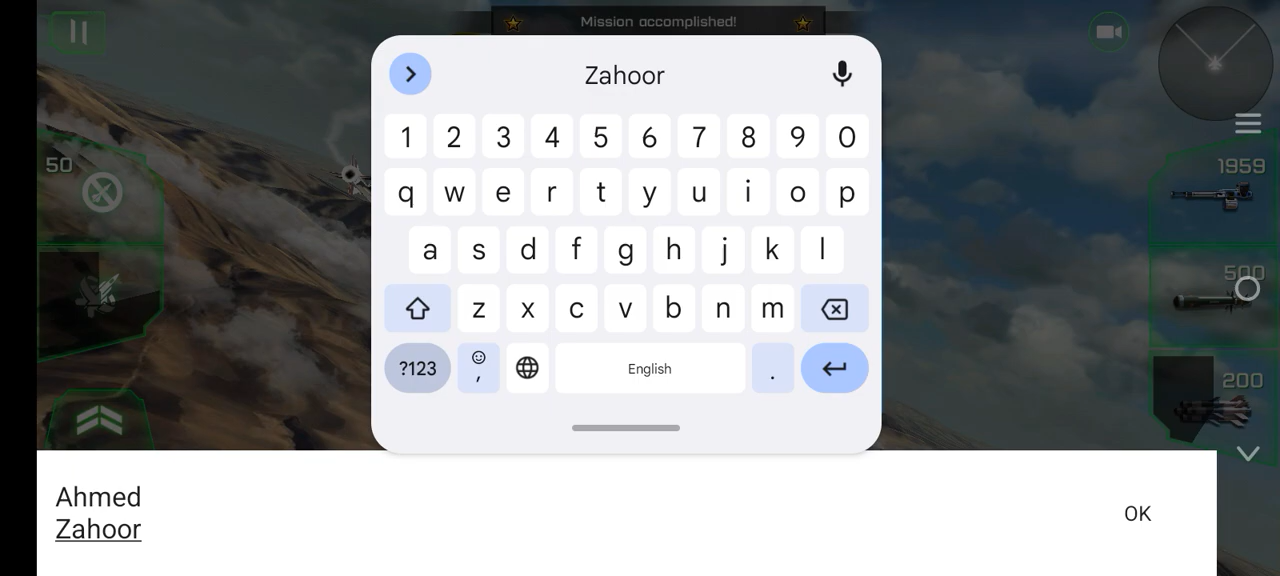 Mission accomplished!
Zahoor
50
1 2 3 4 5 6 7 8 9 0
1959
q w e r t y u i o p
a s d f g h j k l
500
z x c v b n m
?123 , English .
200
Ahmed
Zahoor
OK